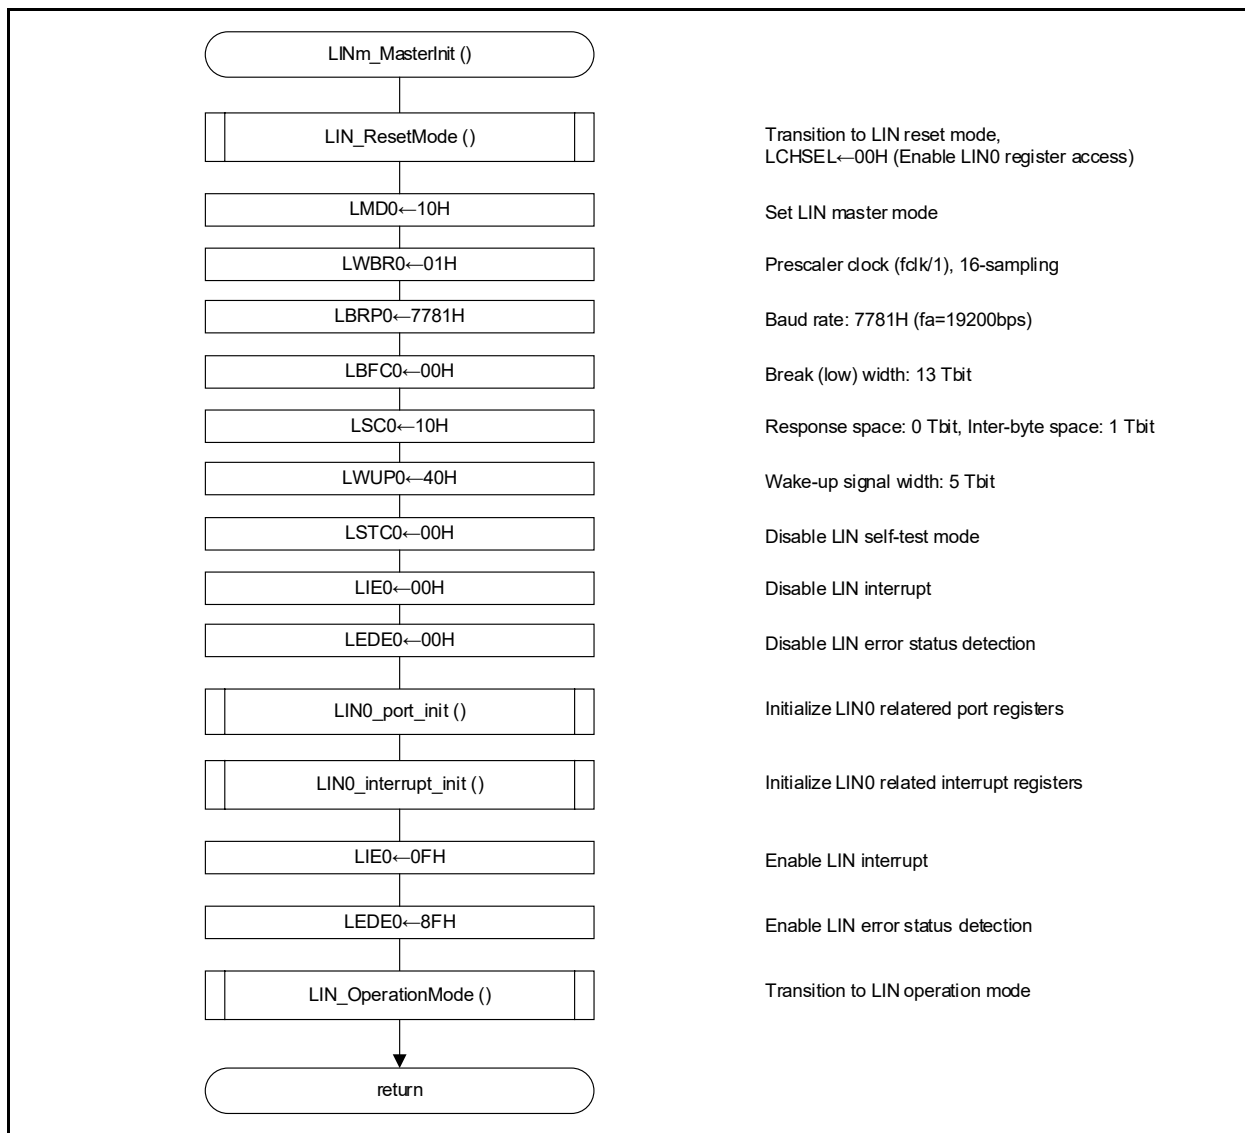 LINm_MasterInit ()
LIN_ResetMode ()
Transition to LIN reset mode,
LCHSEL←00H (Enable LIN0 register access)
LMD0←10H
Set LIN master mode
LWBR0←01H
Prescaler clock (fclk/1), 16-sampling
LBRP0←7781H
Baud rate: 7781H (fa=19200bps)
LBFC0←00H
Break (low) width: 13 Tbit
LSC0←10H
Response space: 0 Tbit, Inter-byte space: 1 Tbit
LWUP0←40H
Wake-up signal width: 5 Tbit
LSTC0←00H
Disable LIN self-test mode
LIE0←00H
Disable LIN interrupt
LEDE0←00H
Disable LIN error status detection
LIN0_port_init ()
Initialize LIN0 relatered port registers
LIN0_interrupt_init ()
Initialize LIN0 related interrupt registers
LIE0←0FH
Enable LIN interrupt
LEDE0←8FH
Enable LIN error status detection
LIN_OperationMode ()
Transition to LIN operation mode
return